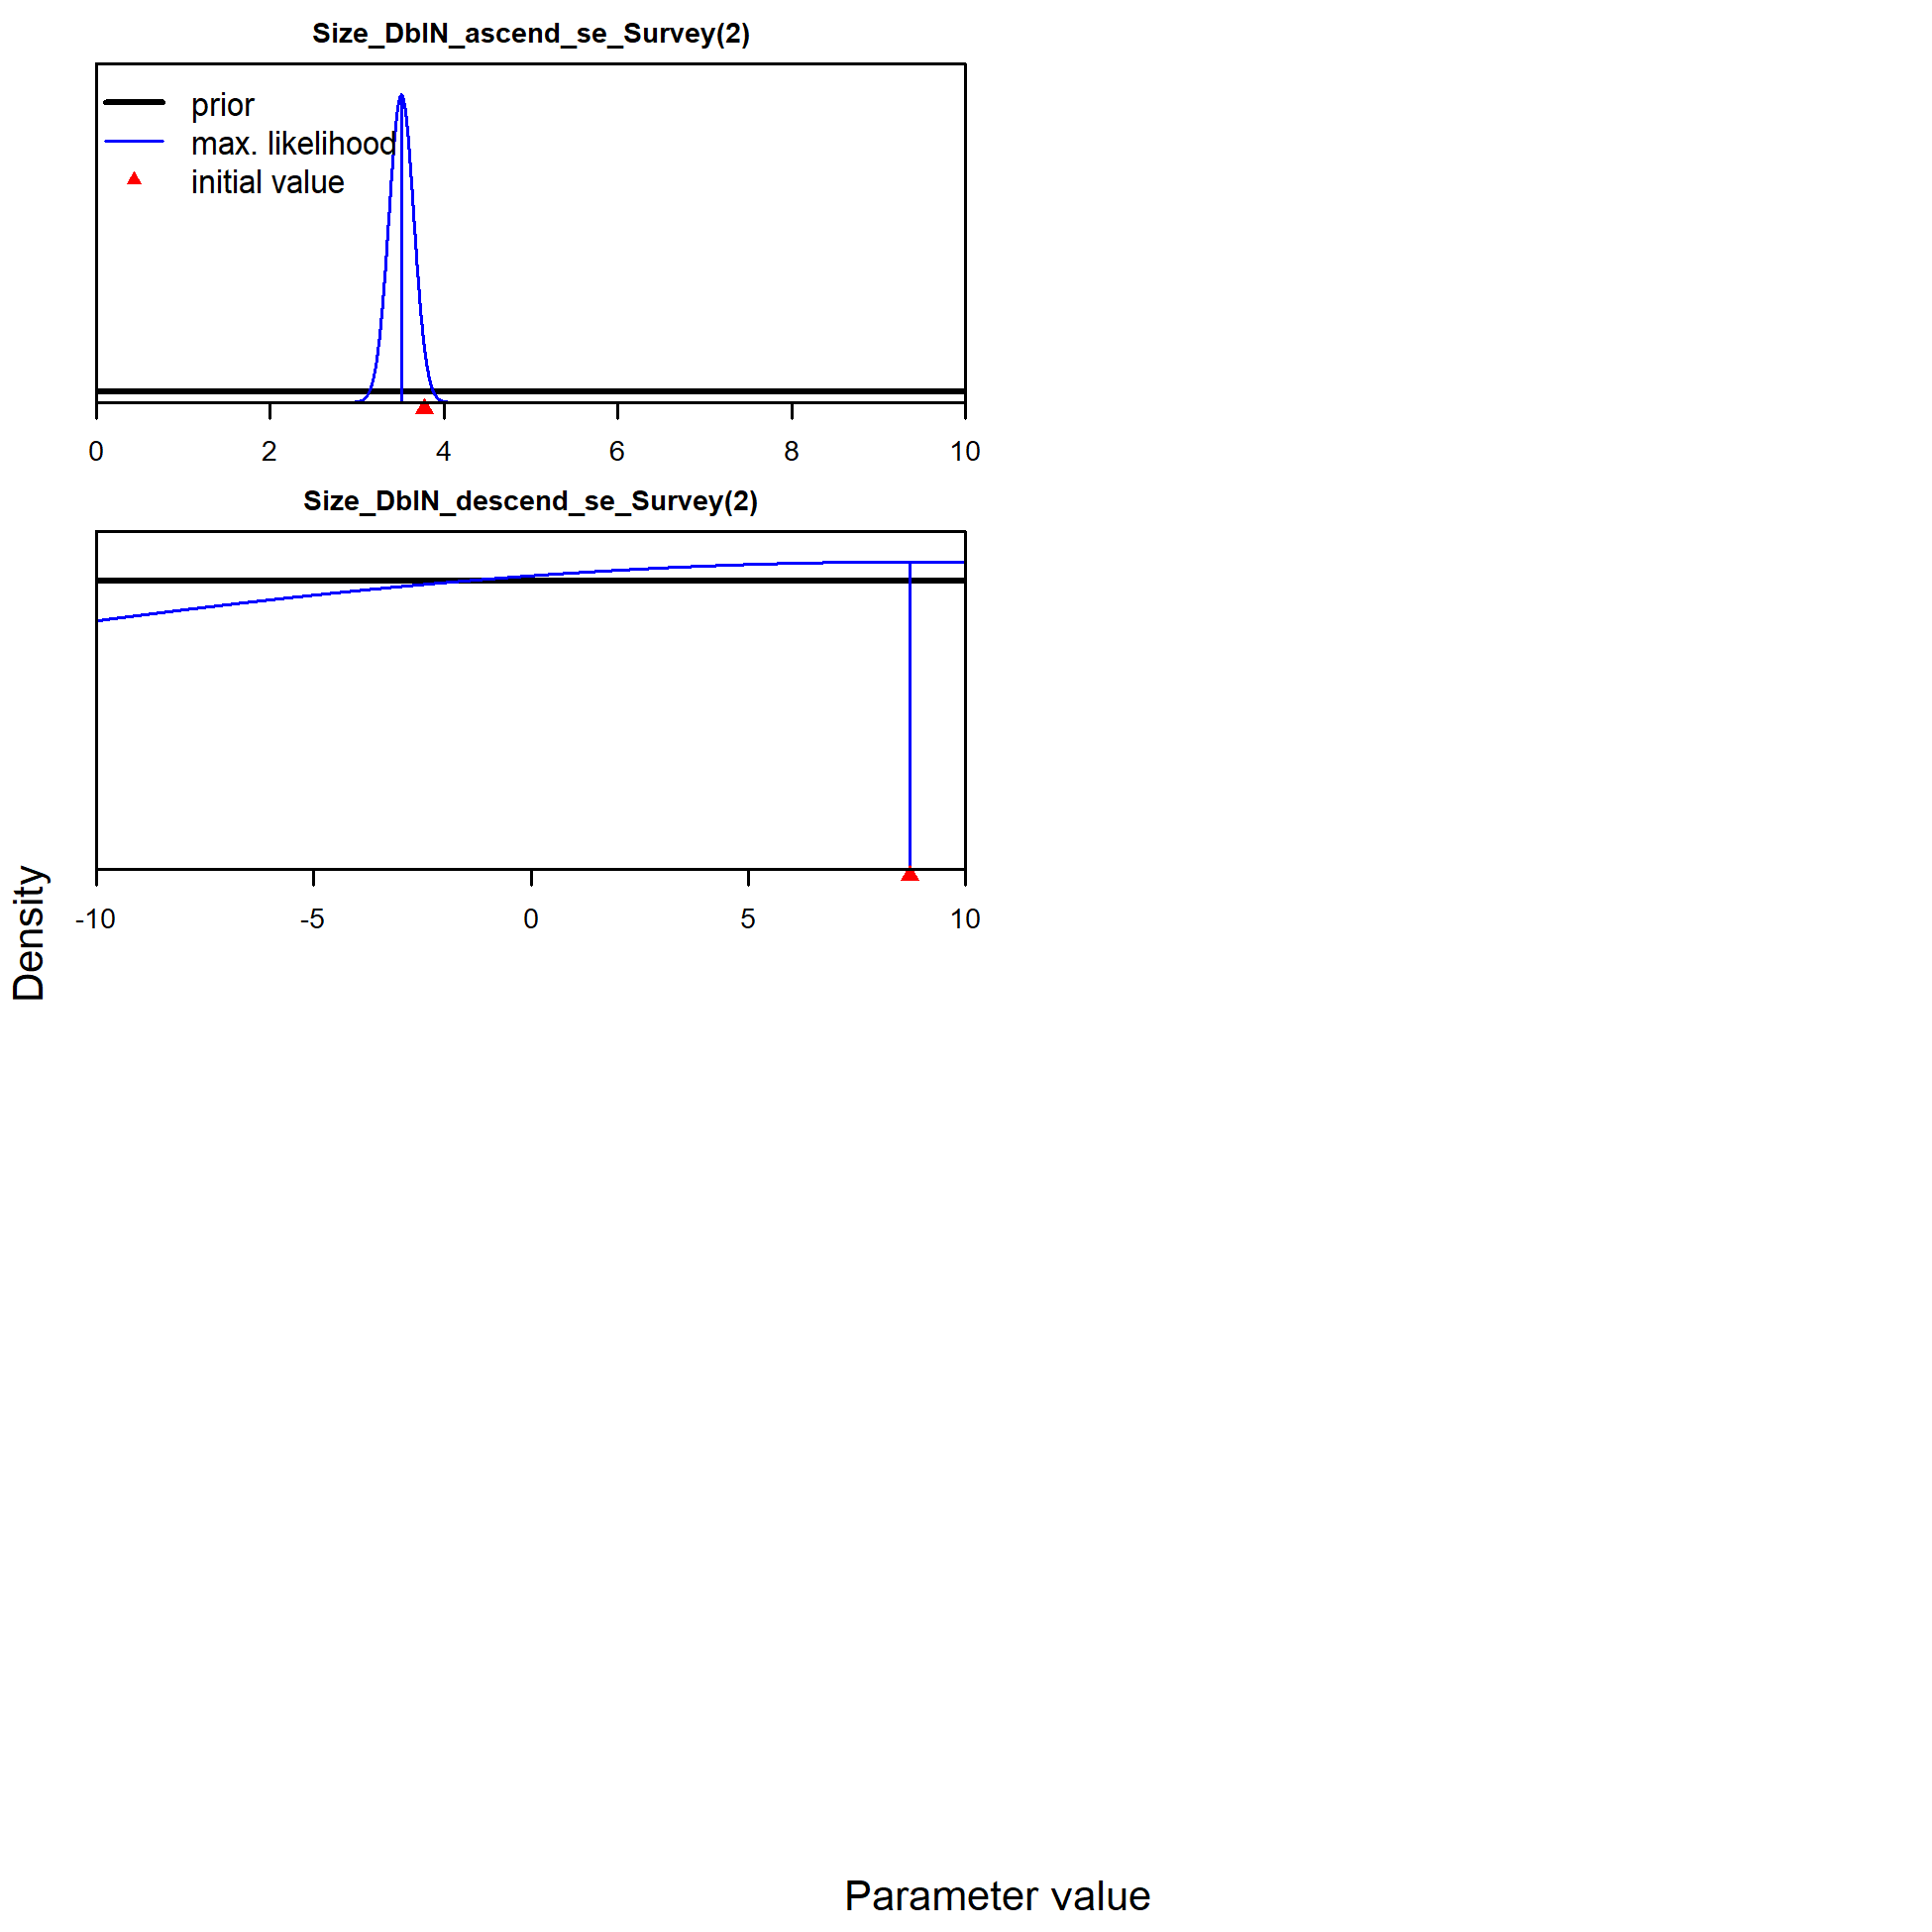 Size_DblN_ascend_se_Survey(2)
prior
max. likelihood
initial value
0 2 4 6 8 10
Size_DblN_descend_se_Survey(2)
-10 -5 0 5 10
Density
Parameter value